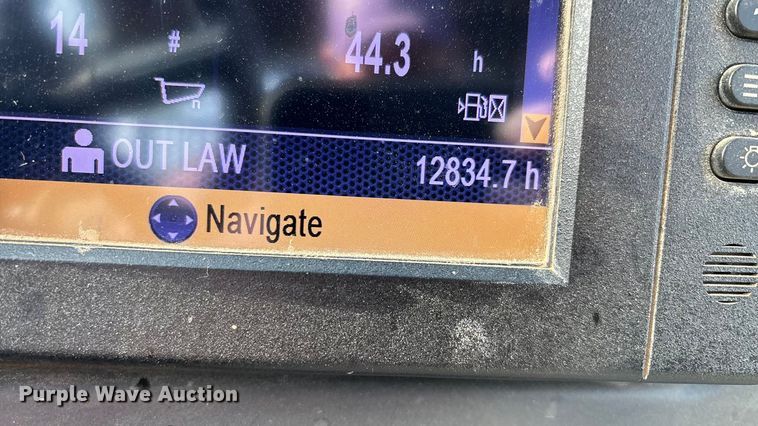 14 # 44.3 h
n
OUT LAW 12834.7 h
Navigate
Purple Wave Auction